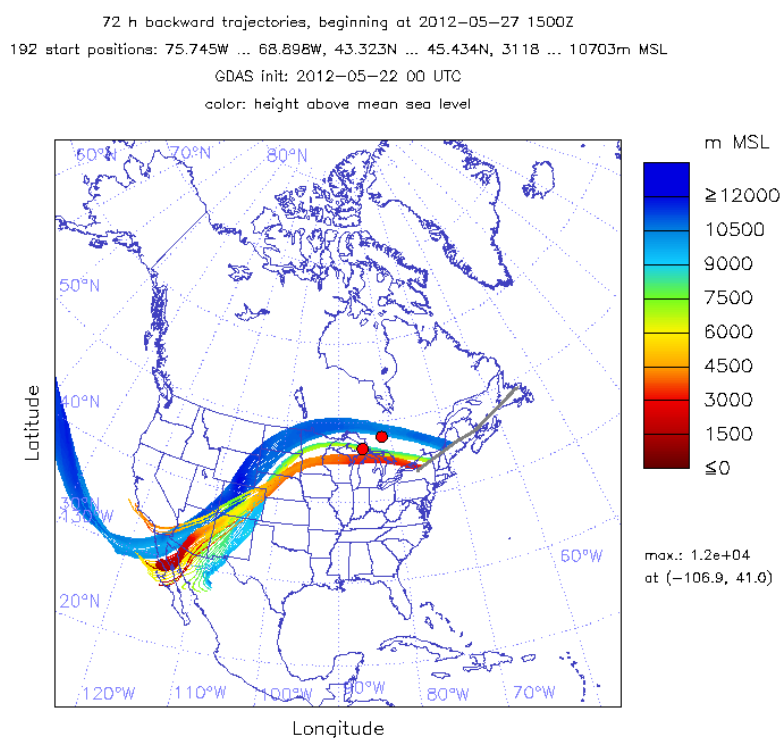 72 h backward trajectories, beginning at 2012-05-27 1500Z
192 start positions: 75.745W ... 68.898W, 43.323N ... 45.434N, 3118 ... 10703m MSL
GDAS init: 2012-05-22 00 UTC
color: height above mean sea level
m MSL
≥12000
10500
9000
7500
6000
4500
3000
1500
≤0
60°N
70°N
80°N
50°N
40°N
30°N
130°W
20°N
60°W
120°W
110°W
100°W
90°W
80°W
70°W
Latitude
Longitude
max.: 1.2e+04
at (-106.9, 41.0)